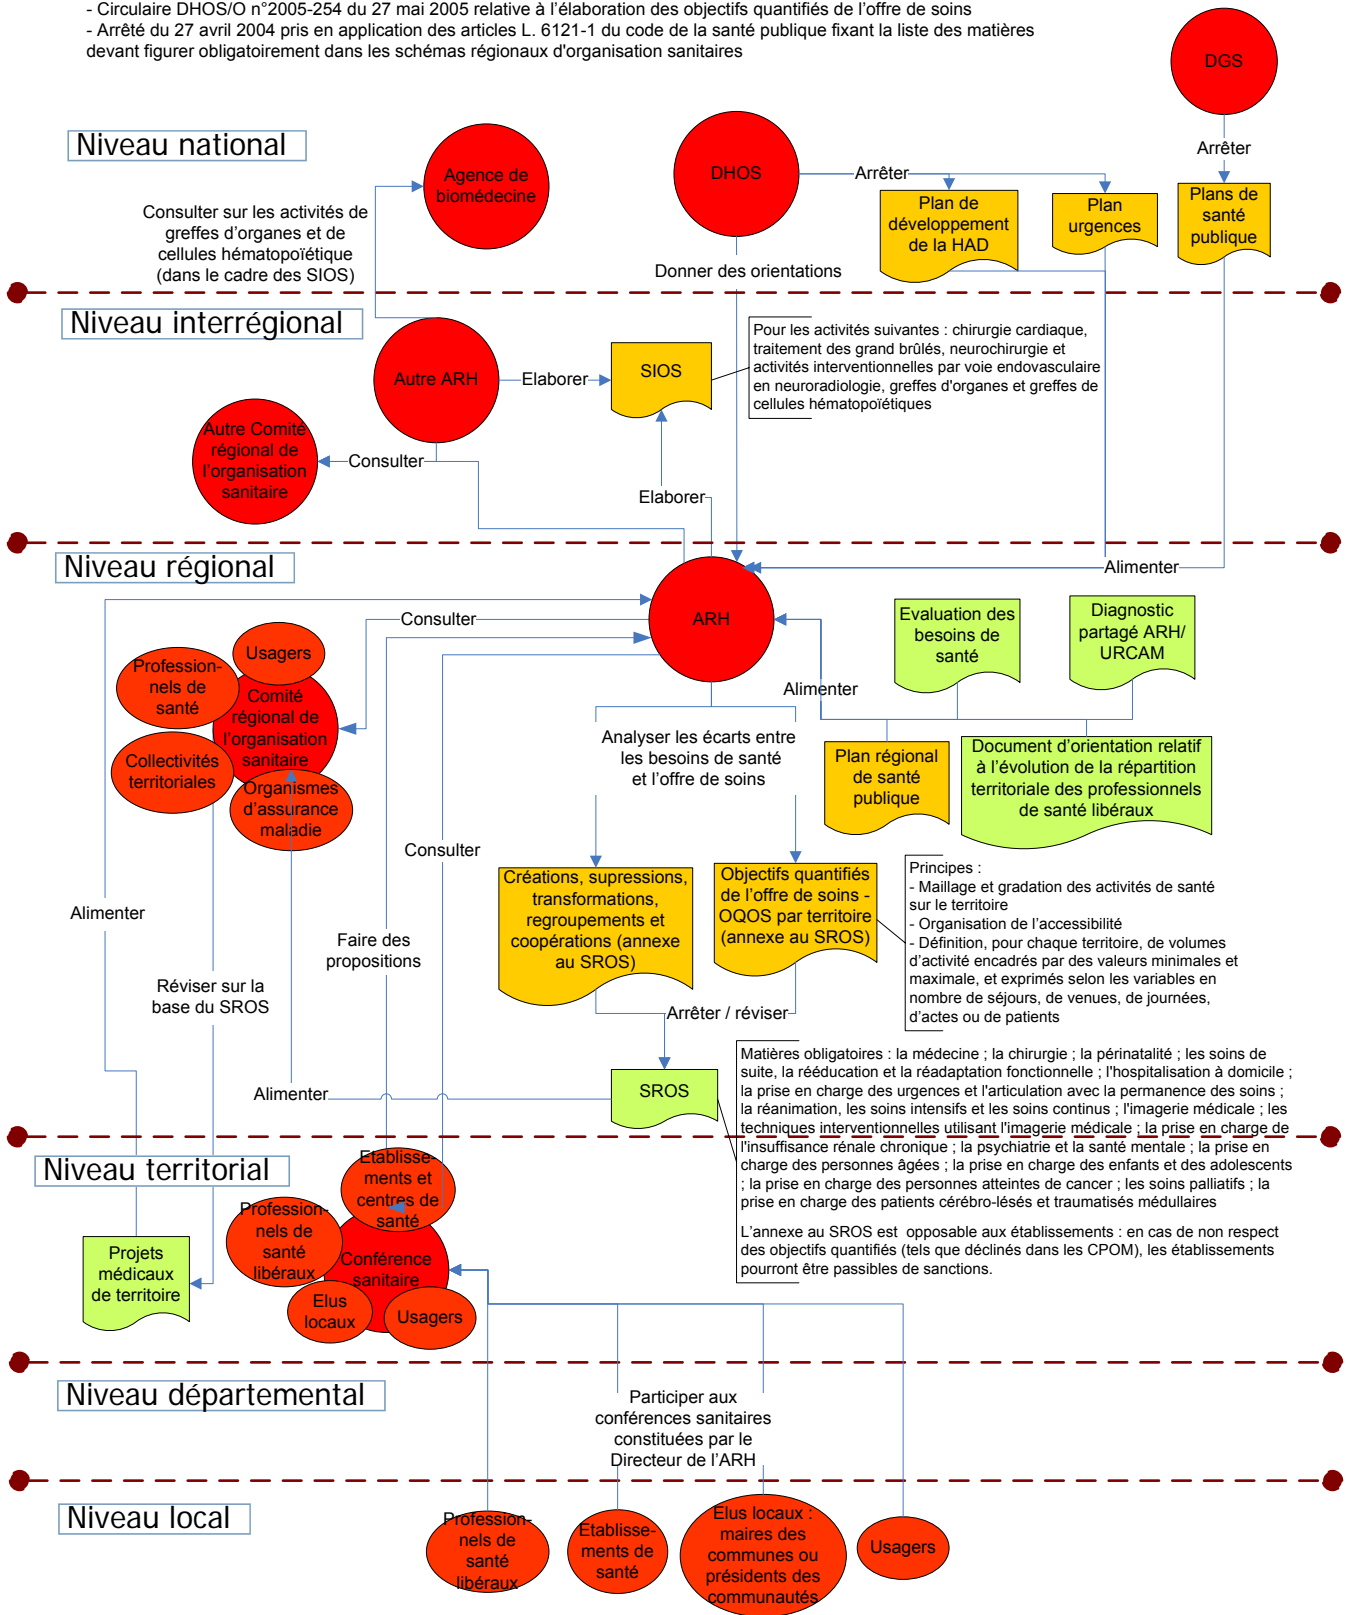 - Circulaire DHOS/O n°2005-254 du 27 mai 2005 relative à l’élaboration des objectifs quantifiés de l’offre de soins
- Arrêté du 27 avril 2004 pris en application des articles L. 6121-1 du code de la santé publique fixant la liste des matières
devant figurer obligatoirement dans les schémas régionaux d'organisation sanitaires
DGS
Niveau national
Agence de
biomédecine
DHOS
Arrêter
Arrêter
Plan de
développement
de la HAD
Plan
urgences
Plans de
santé
publique
Consulter sur les activités de
greffes d’organes et de
cellules hématopoïétique
(dans le cadre des SIOS)
Donner des orientations
Niveau interrégional
Autre ARH
Elaborer
SIOS
Pour les activités suivantes : chirurgie cardiaque,
traitement des grand brûlés, neurochirurgie et
activités interventionnelles par voie endovasculaire
en neuroradiologie, greffes d'organes et greffes de
cellules hématopoïétiques
Autre Comité
régional de
l’organisation
sanitaire
Consulter
Elaborer
Niveau régional
Alimenter
ARH
Consulter
Evaluation des
besoins de
santé
Diagnostic
partagé ARH/
URCAM
Usagers
Profession-
nels de
santé
Comité
régional de
l’organisation
sanitaire
Collectivités
territoriales
Organismes
d’assurance
maladie
Alimenter
Analyser les écarts entre
les besoins de santé
et l’offre de soins
Plan régional
de santé
publique
Document d’orientation relatif
à l’évolution de la répartition
territoriale des professionnels
de santé libéraux
Consulter
Créations, supressions,
transformations,
regroupements et
coopérations (annexe
au SROS)
Objectifs quantifiés
de l’offre de soins -
OQOS par territoire
(annexe au SROS)
Principes :
- Maillage et gradation des activités de santé
sur le territoire
- Organisation de l’accessibilité
- Définition, pour chaque territoire, de volumes
d’activité encadrés par des valeurs minimales et
maximale, et exprimés selon les variables en
nombre de séjours, de venues, de journées,
d’actes ou de patients
Alimenter
Faire des
propositions
Réviser sur la
base du SROS
Arrêter / réviser
Alimenter
SROS
Matières obligatoires : la médecine ; la chirurgie ; la périnatalité ; les soins de
suite, la rééducation et la réadaptation fonctionnelle ; l'hospitalisation à domicile ;
la prise en charge des urgences et l'articulation avec la permanence des soins ;
la réanimation, les soins intensifs et les soins continus ; l'imagerie médicale ; les
techniques interventionnelles utilisant l'imagerie médicale ; la prise en charge de
l'insuffisance rénale chronique ; la psychiatrie et la santé mentale ; la prise en
charge des personnes âgées ; la prise en charge des enfants et des adolescents
; la prise en charge des personnes atteintes de cancer ; les soins palliatifs ; la
prise en charge des patients cérébro-lésés et traumatisés médullaires
L’annexe au SROS est opposable aux établissements : en cas de non respect
des objectifs quantifiés (tels que déclinés dans les CPOM), les établissements
pourront être passibles de sanctions.
Niveau territorial
Etablisse-
ments et
centres de
santé
Profession-
nels de
santé
libéraux
Conférence
sanitaire
Elus
locaux
Usagers
Projets
médicaux
de territoire
Niveau départemental
Participer aux
conférences sanitaires
constituées par le
Directeur de l’ARH
Niveau local
Profession-
nels de
santé
libéraux
Etablisse-
ments de
santé
Elus locaux :
maires des
communes ou
présidents des
communautés
Usagers